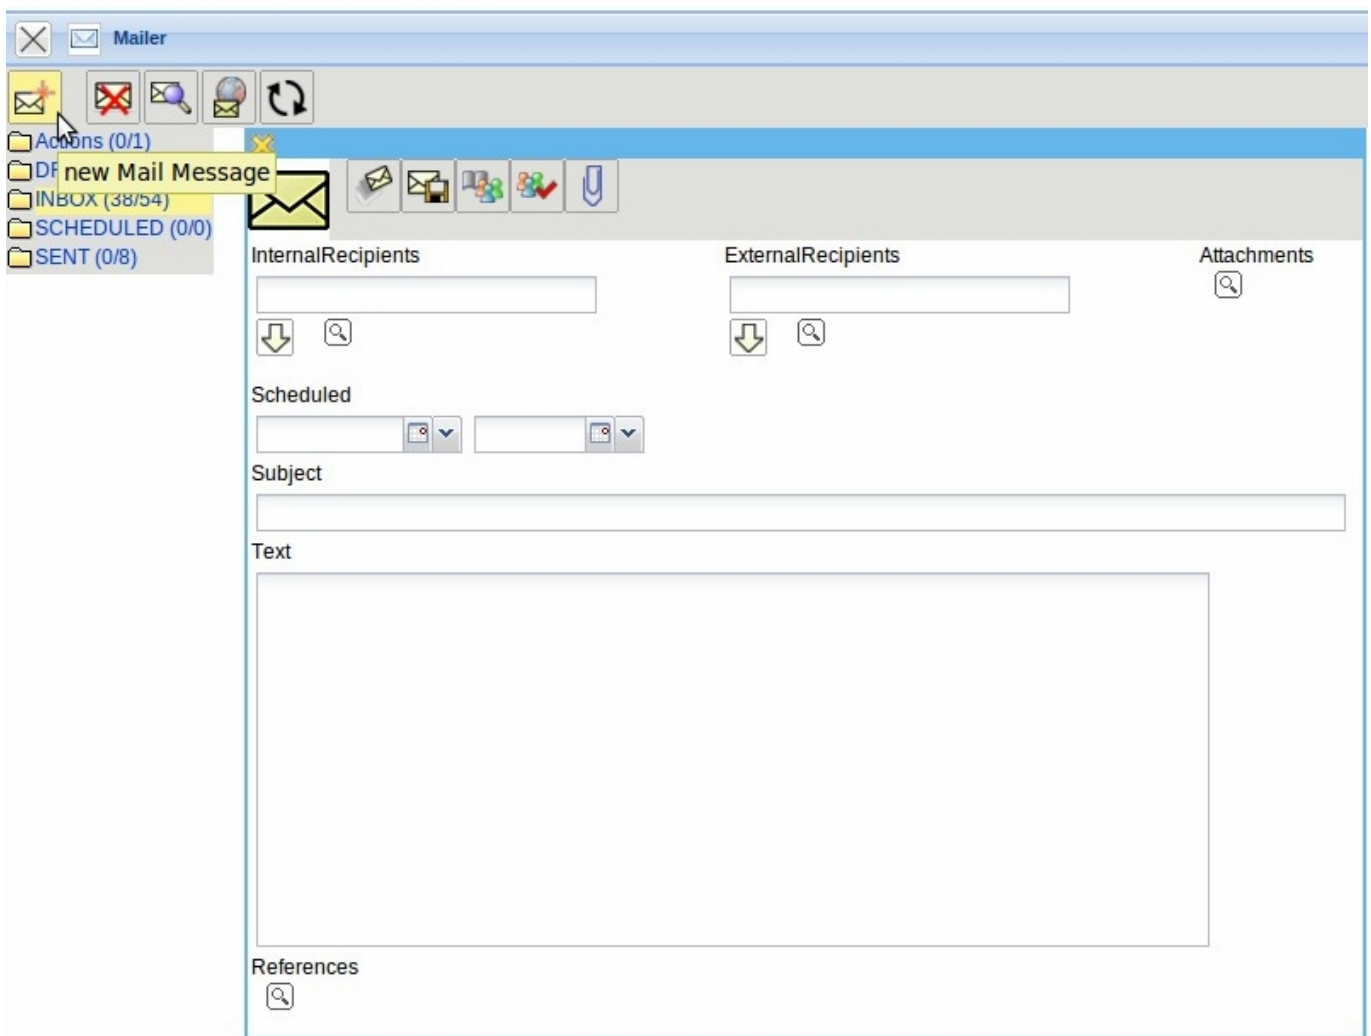 Mailer
Actions (0/1)
new Mail Message
INBOX (38/54)
SCHEDULED (0/0)
SENT (0/8)
InternalRecipients
ExternalRecipients
Attachments
Scheduled
Subject
Text
References